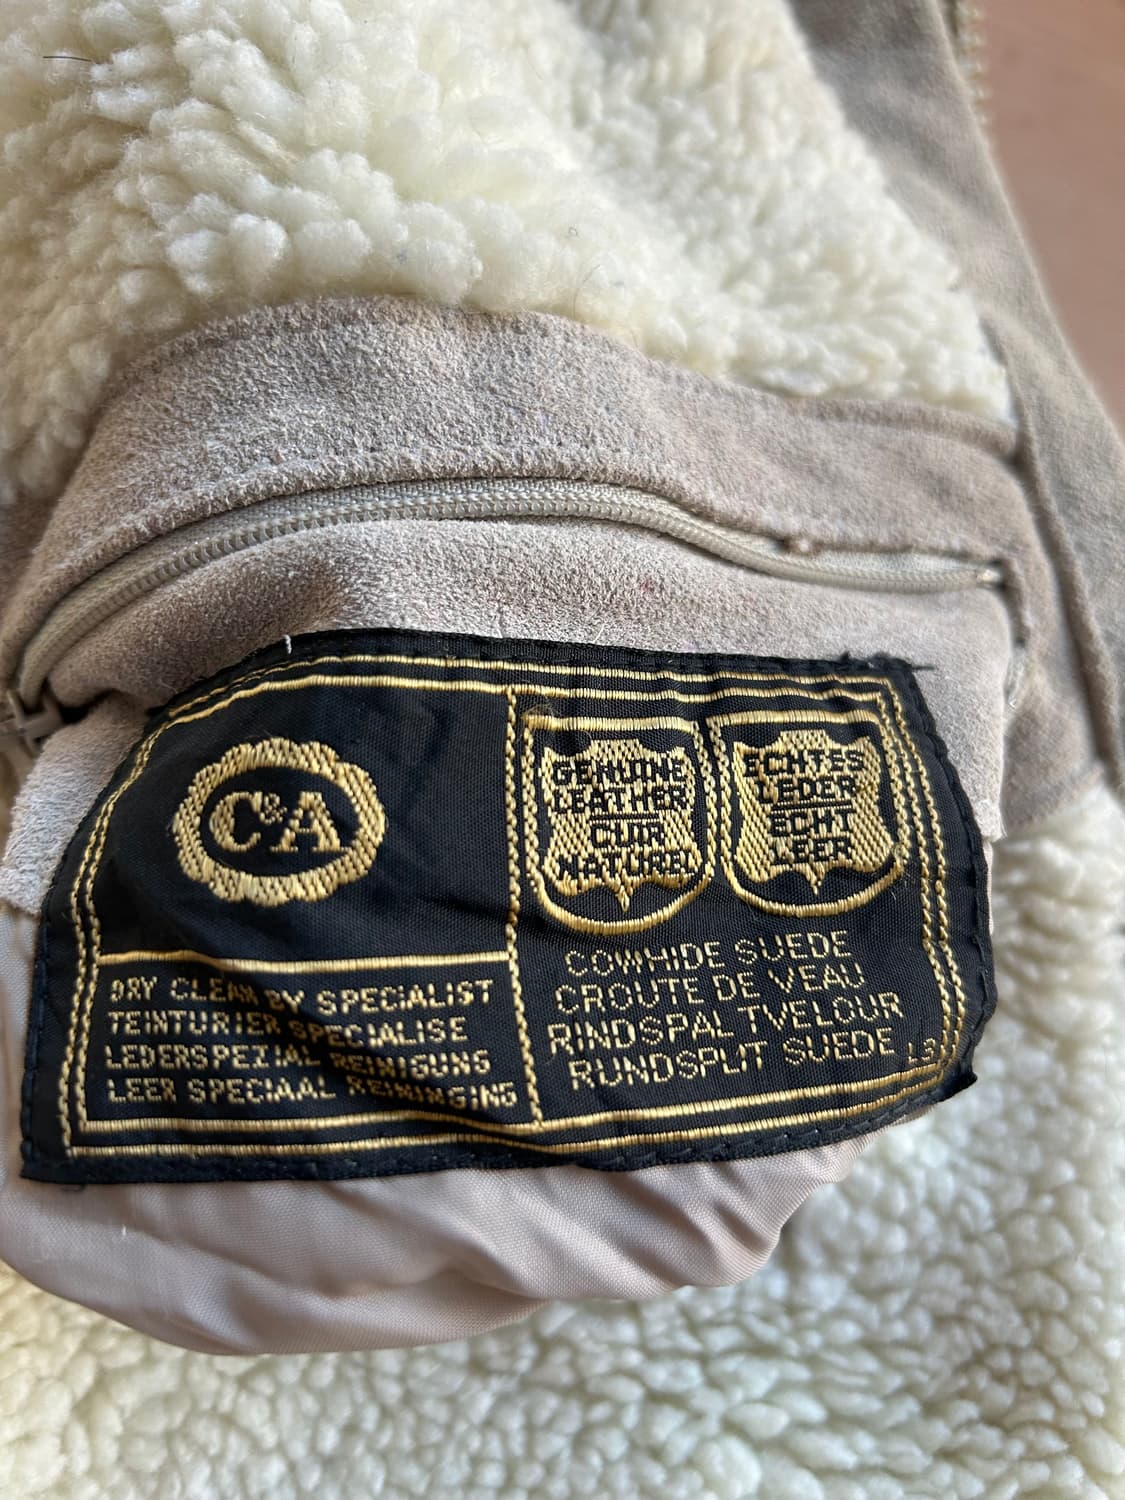 C&A
DRY CLEAN BY SPECIALIST
TEINTURIER SPECIALISE
LEDERSPEZIAL REINIGUNG
LEER SPECIAAL REINIGING
GENUINE
LEATHER
CUIR
NATUREL
ECHTES
LEDER
ECHT
LEER
COWHIDE SUEDE
CROUTE DE VEAU
RINDSPALTVELOUR
RUNDSPLIT SUEDE